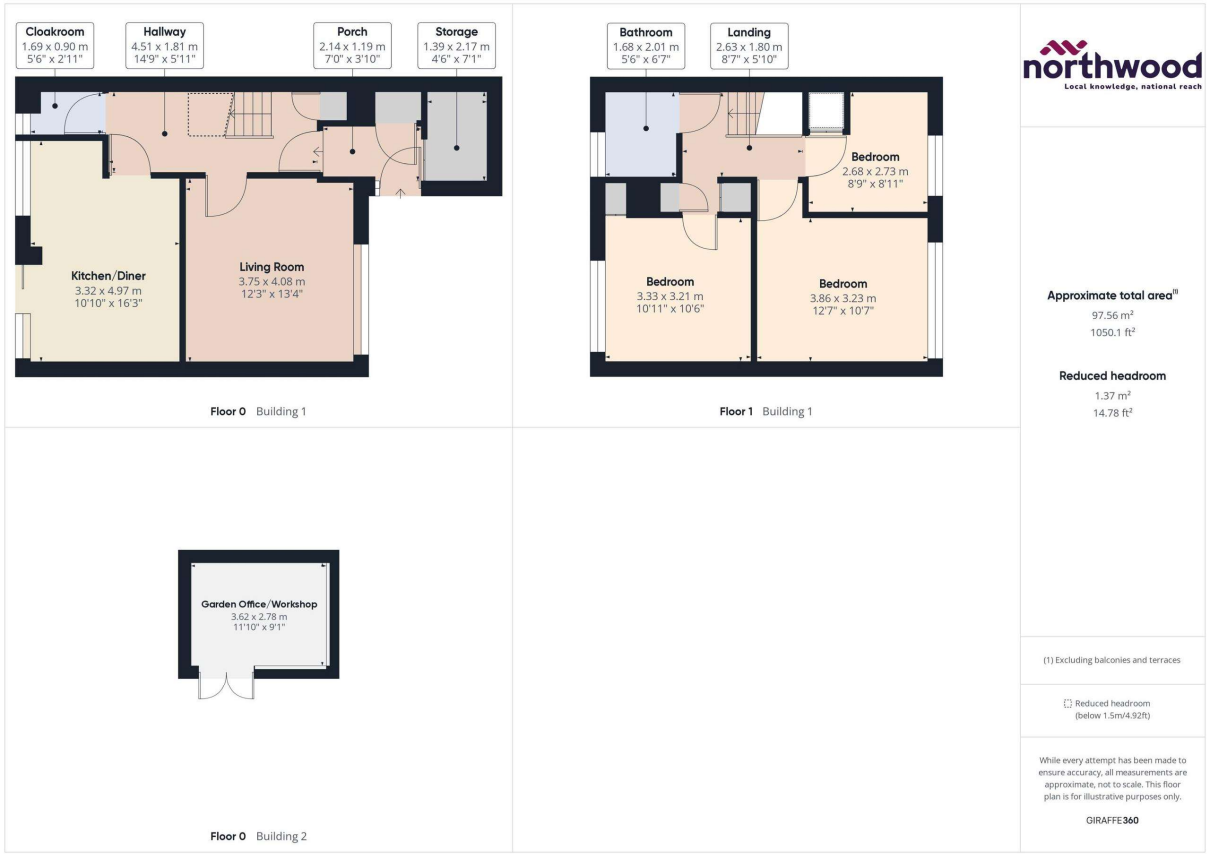 Cloakroom
1.69 x 0.90 m
5'6" x 2'11"
Hallway
4.51 x 1.81 m
14'9" x 5'11"
Porch
2.14 x 1.19 m
7'0" x 3'10"
Storage
1.39 x 2.17 m
4'6" x 7'1"
Kitchen/Diner
3.32 x 4.97 m
10'10" x 16'3"
Living Room
3.75 x 4.08 m
12'3" x 13'4"
Floor 0 Building 1
Bathroom
1.68 x 2.01 m
5'6" x 6'7"
Landing
2.63 x 1.80 m
8'7" x 5'10"
Bedroom
2.68 x 2.73 m
8'9" x 8'11"
Bedroom
3.33 x 3.21 m
10'11" x 10'6"
Bedroom
3.86 x 3.23 m
12'7" x 10'7"
Floor 1 Building 1
Garden Office/Workshop
3.62 x 2.78 m
11'10" x 9'1"
Floor 0 Building 2
northwood
Local knowledge, national reach
Approximate total area(1)
97.56 m²
1050.1 ft²
Reduced headroom
1.37 m²
14.78 ft²
(1) Excluding balconies and terraces
Reduced headroom
(below 1.5m/4.92ft)
While every attempt has been made to
ensure accuracy, all measurements are
approximate, not to scale. This floor
plan is for illustrative purposes only.
GIRAFFE360